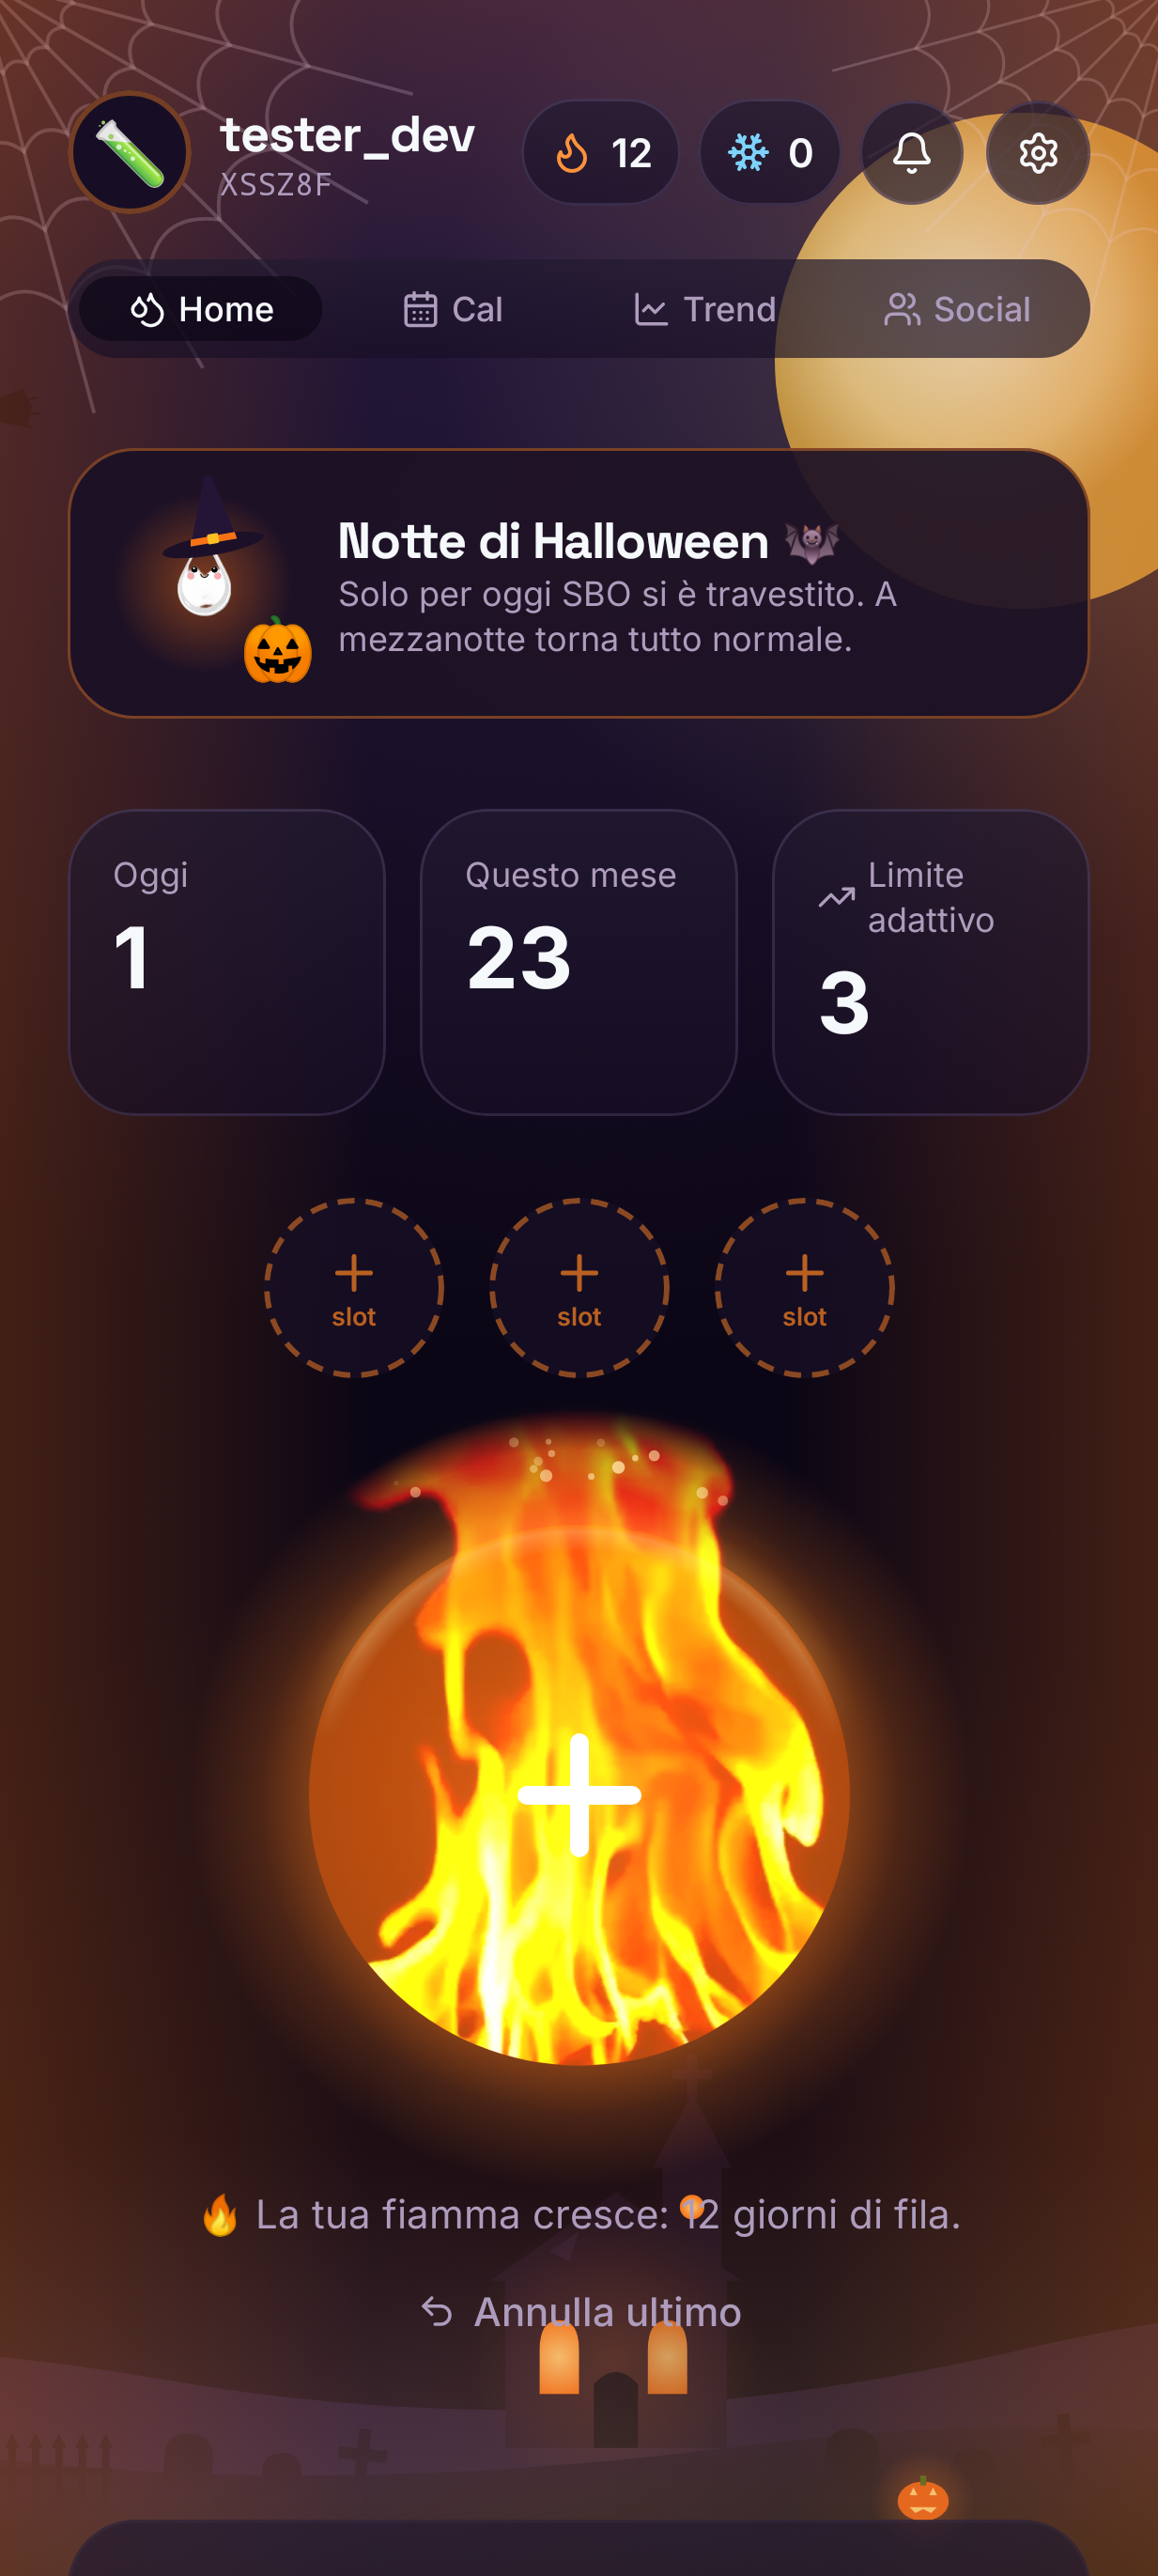 tester_dev
XSSZ8F
12
0
Home
Cal
Trend
Social
Notte di Halloween 🦇
Solo per oggi SBO si è travestito. A
mezzanotte torna tutto normale.
Oggi
1
Questo mese
23
Limite
adattivo
3
slot
slot
slot
🔥 La tua fiamma cresce: 12 giorni di fila.
Annulla ultimo